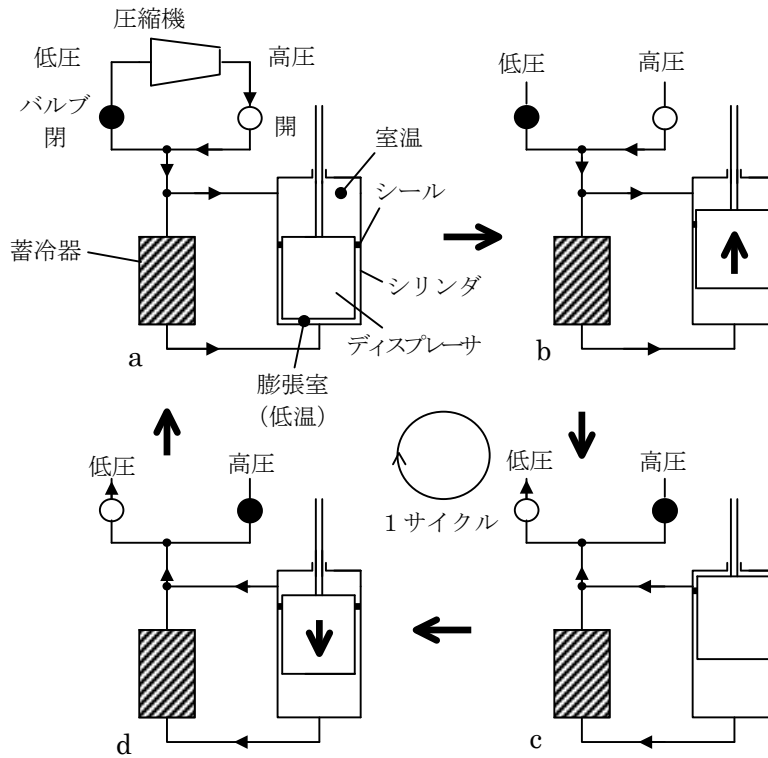 圧縮機
低圧
高圧
バルブ
閉
開
室温
シール
蓄冷器
シリンダ
ディスプレーサ
a
膨張室
(低温)
低圧
高圧
b
低圧
高圧
d
1サイクル
低圧
高圧
c